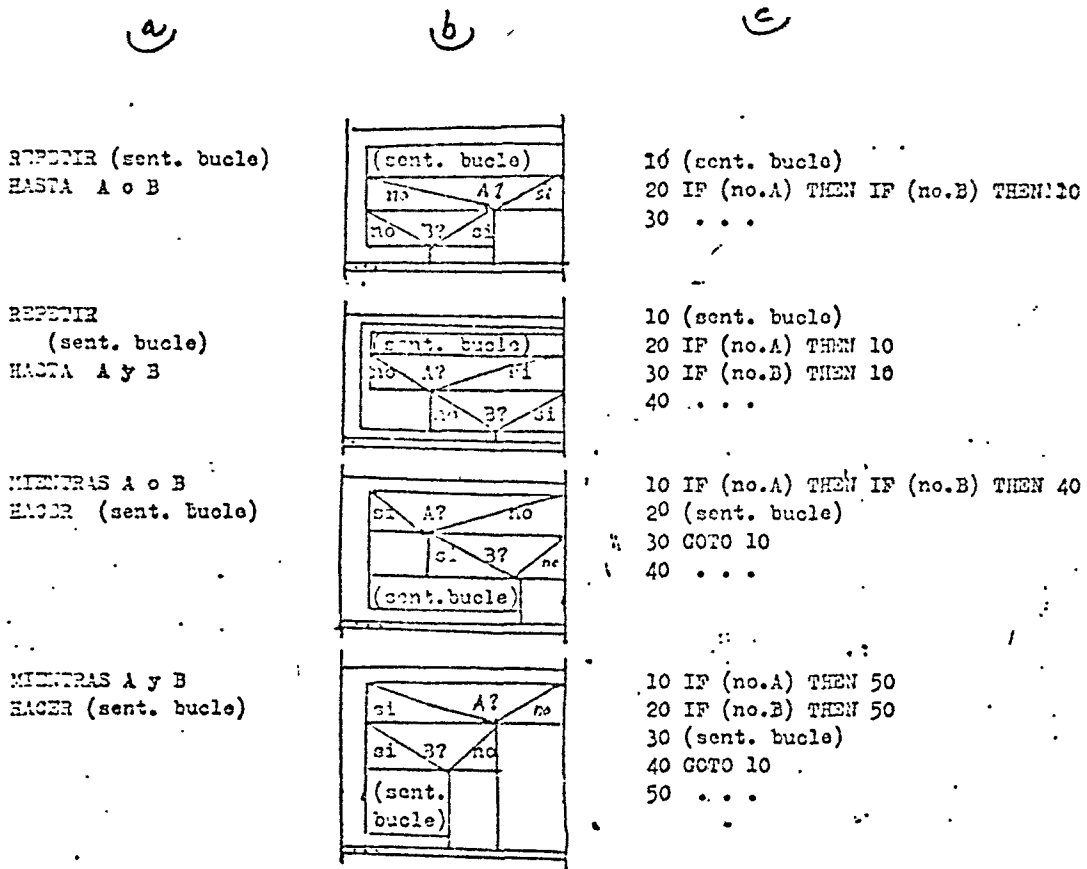 a b c
REPETIR (sent. bucle)
HASTA A o B
(sent. bucle)
no A? si
no B? si
10 (sent. bucle)
20 IF (no.A) THEN IF (no.B) THEN 10
30 . . .
REPETIR
(sent. bucle)
HASTA A y B
(sent. bucle)
no A? si
no B? si
10 (sent. bucle)
20 IF (no.A) THEN 10
30 IF (no.B) THEN 10
40 . . .
MIENTRAS A o B
HACER (sent. bucle)
si A? no
si B? no
(sent.bucle)
10 IF (no.A) THEN IF (no.B) THEN 40
20 (sent. bucle)
30 GOTO 10
40 . . .
MIENTRAS A y B
HACER (sent. bucle)
si A? no
si B? no
(sent.
bucle)
10 IF (no.A) THEN 50
20 IF (no.B) THEN 50
30 (sent. bucle)
40 GOTO 10
50 . . .